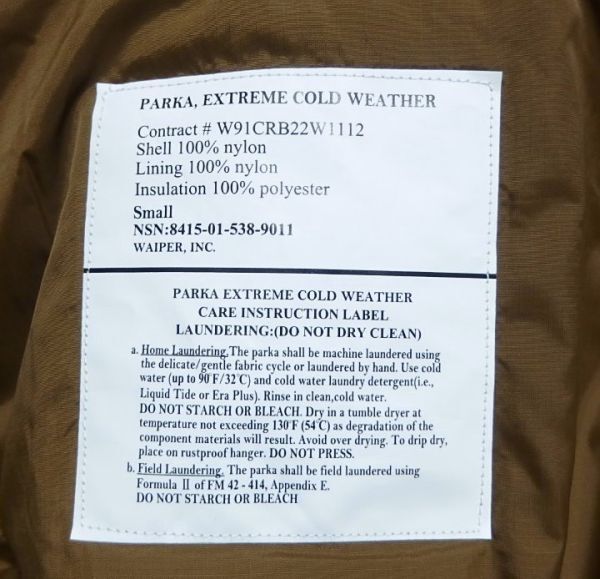 PARKA, EXTREME COLD WEATHER
Contract # W91CRB22W1112
Shell 100% nylon
Lining 100% nylon
Insulation 100% polyester
Small
NSN:8415-01-538-9011
WAIPER, INC.
PARKA EXTREME COLD WEATHER
CARE INSTRUCTION LABEL
LAUNDERING:(DO NOT DRY CLEAN)
a. Home Laundering.The parka shall be machine laundered using
the delicate/gentle fabric cycle or laundered by hand. Use cold
water (up to 90°F/32°C) and cold water laundry detergent(i.e.,
Liquid Tide or Era Plus). Rinse in clean,cold water.
DO NOT STARCH OR BLEACH. Dry in a tumble dryer at
temperature not exceeding 130°F (54°C) as degradation of the
component materials will result. Avoid over drying. To drip dry,
place on rustproof hanger. DO NOT PRESS.
b. Field Laundering. The parka shall be field laundered using
Formula II of FM 42 - 414, Appendix E.
DO NOT STARCH OR BLEACH